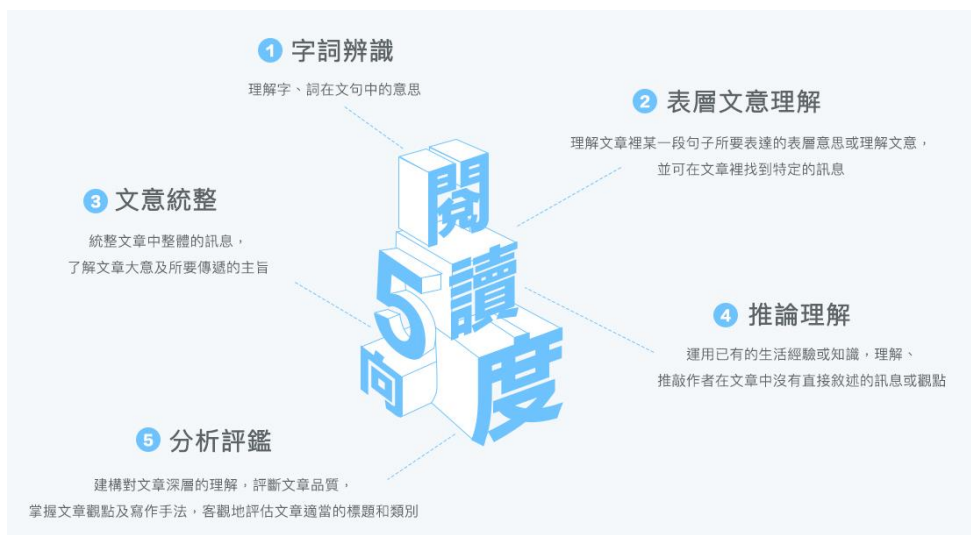 1 字詞辨識
理解字、詞在文句中的意思
2 表層文意理解
理解文章裡某一段句子所要表達的表層意思或理解文意，
並可在文章裡找到特定的訊息
3 文意統整
統整文章中整體的訊息，
了解文章大意及所要傳遞的主旨
4 推論理解
運用已有的生活經驗或知識，理解、
推敲作者在文章中沒有直接敘述的訊息或觀點
5 分析評鑑
建構對文章深層的理解，評斷文章品質，
掌握文章觀點及寫作手法，客觀地評估文章適當的標題和類別
閱
5讀
向度